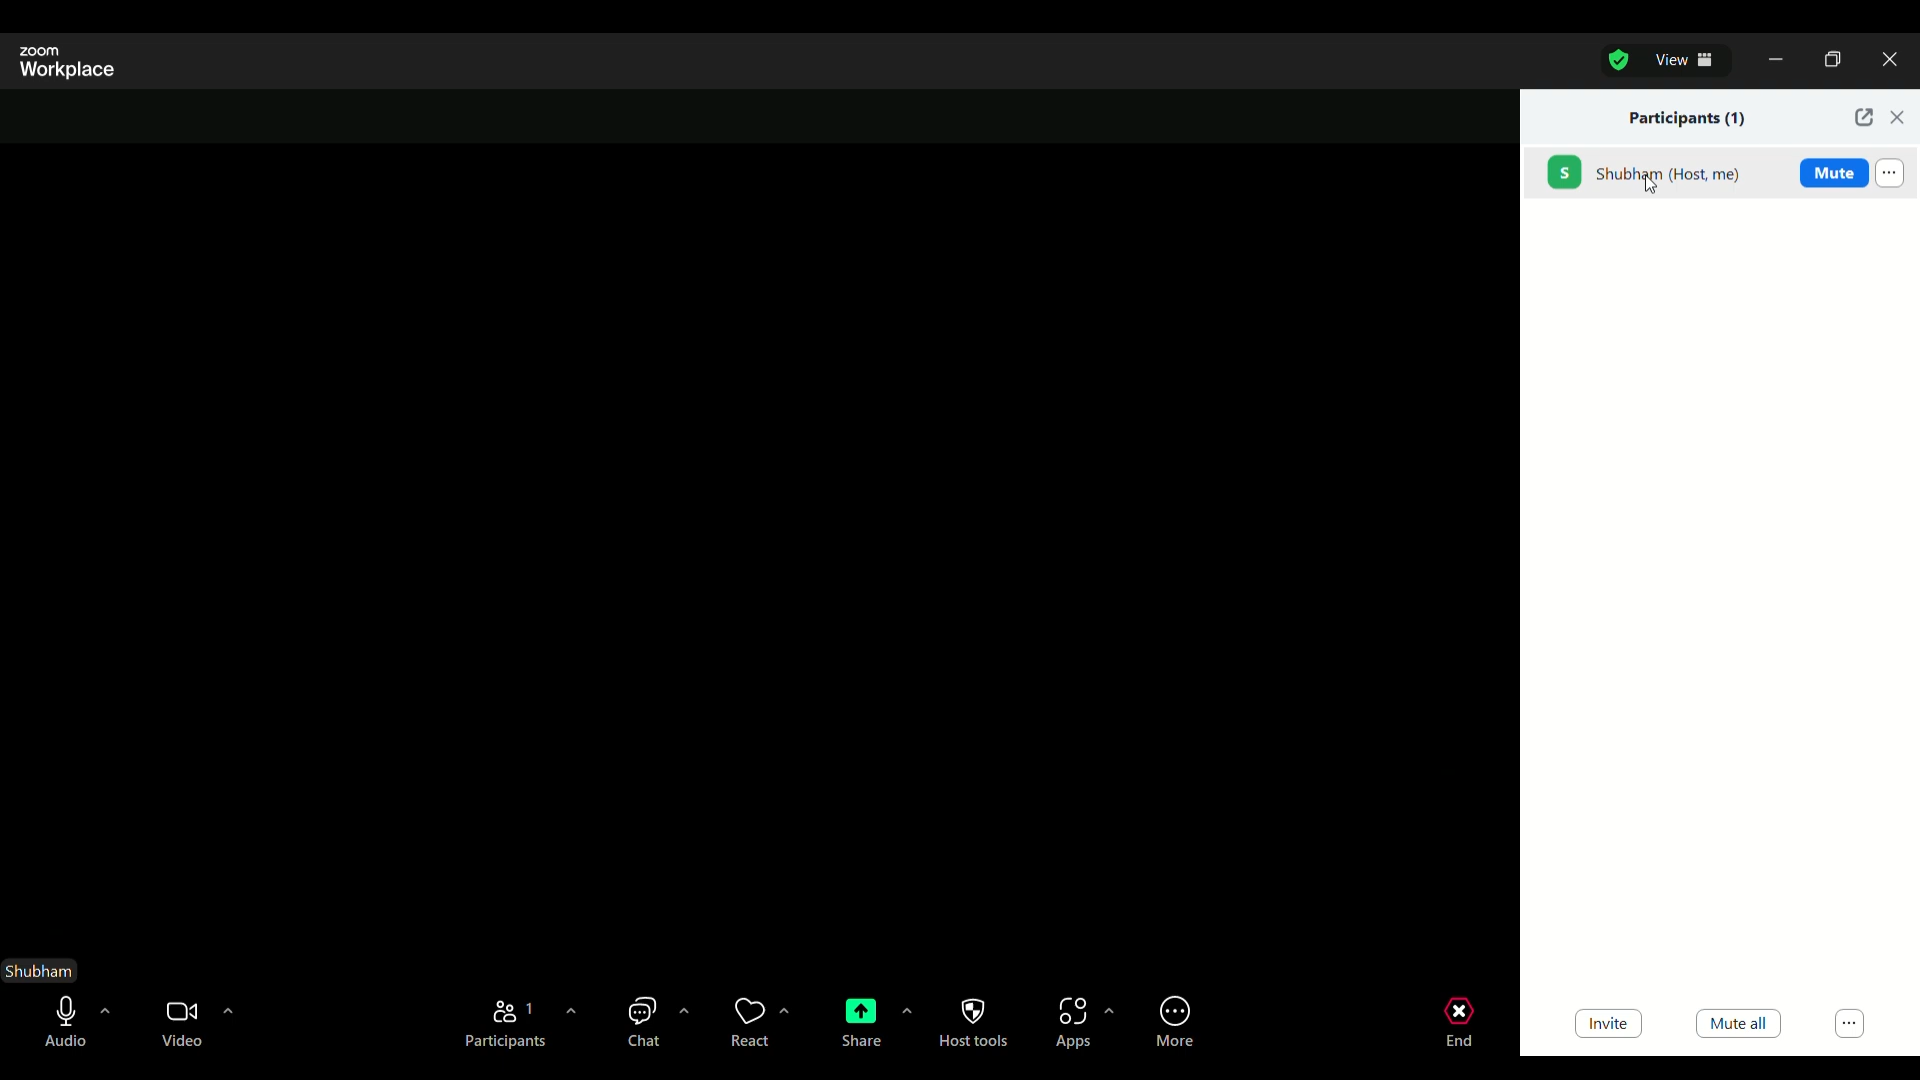 zoom
Workplace
View
Participants (1)
S Shubham (Host, me) Mute
Shubham
Audio
Video
1
Participants
Chat
React
Share
Host tools
Apps
More
End
Invite
Mute all